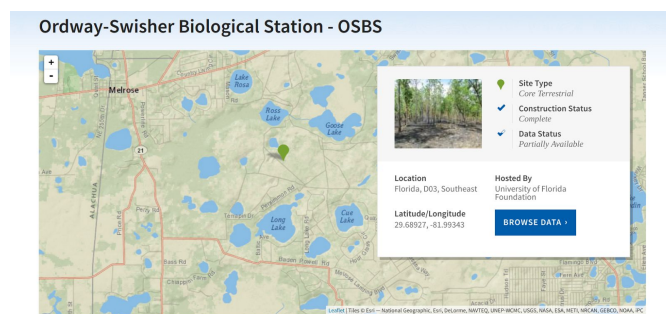 Ordway-Swisher Biological Station - OSBS
+
-
Melrose
Lake
Rosa
Ross
Lake
Goose
Lake
21
ALACHUA
Long
Lake
Cue
Lake
Bass Rd
Site Type
Core Terrestrial
Construction Status
Complete
Data Status
Partially Available
Location
Florida, D03, Southeast
Hosted By
University of Florida
Foundation
Latitude/Longitude
29.68927, -81.99343
BROWSE DATA ›
Leaflet | Tiles © Esri — National Geographic, Esri, DeLorme, NAVTEQ, UNEP-WCMC, USGS, NASA, ESA, METI, NRCAN, GEBCO, NOAA, iPC